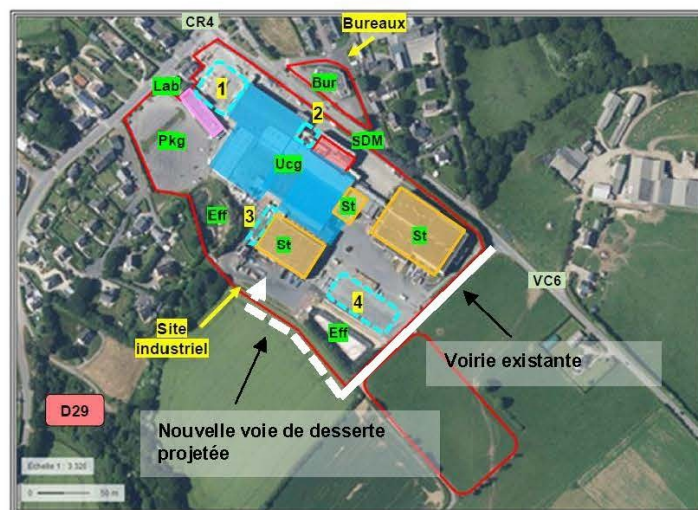 CR4
Bureaux
Lab
1
Bur
2
Pkg
SDM
Ucg
St
Eff
3
St
St
4
VC6
Site
industriel
Eff
Voirie existante
D29
Nouvelle voie de desserte
projetée
Echelle 1 : 3 326
0 50 m